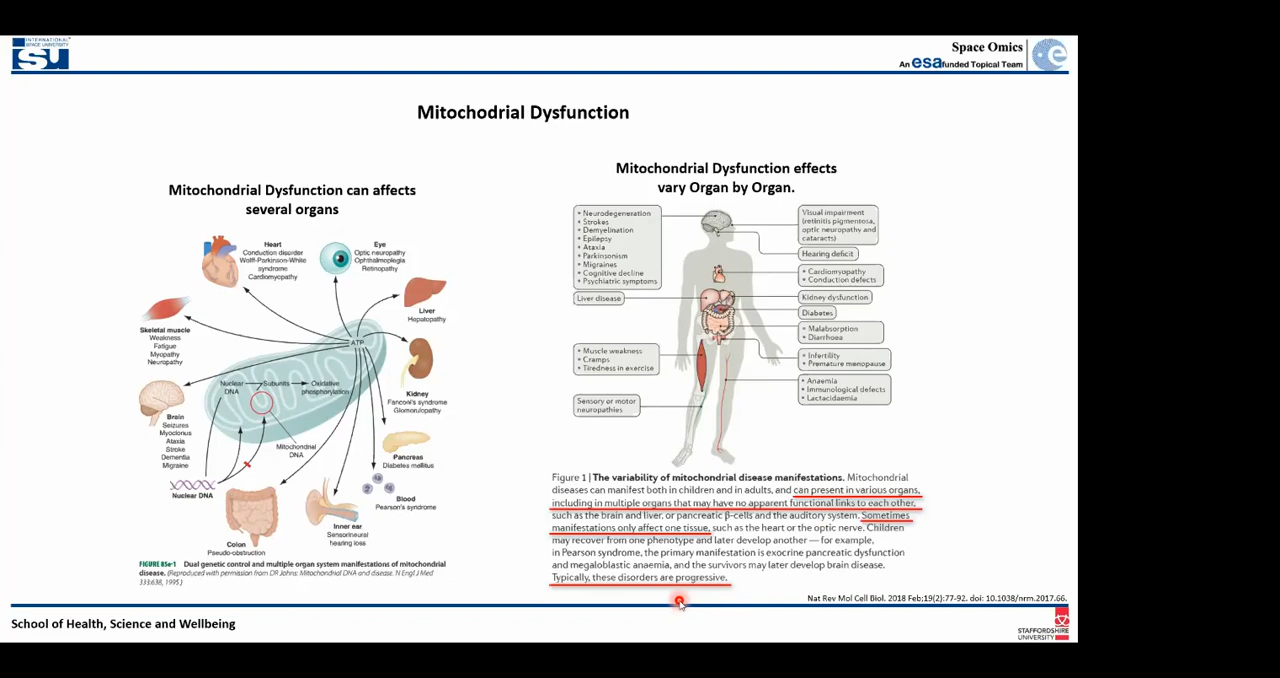 INTERNATIONAL
SPACE UNIVERSITY
ISU
Space Omics
An esa funded Topical Team
esa
Mitochodrial Dysfunction
Mitochondrial Dysfunction can affects
several organs
Heart
Conduction disorder
Wolff-Parkinson-White
syndrome
Cardiomyopathy
Eye
Optic neuropathy
Ophthalmoplegia
Retinopathy
Liver
Hepatopathy
Skeletal muscle
Weakness
Fatigue
Myopathy
Neuropathy
ATP
Nuclear
DNA
Subunits
Oxidative
phosphorylation
Kidney
Fanconi's syndrome
Glomerulopathy
Brain
Seizures
Myoclonus
Ataxia
Stroke
Dementia
Migraine
Mitochondrial
DNA
Pancreas
Diabetes mellitus
Nuclear DNA
Blood
Pearson's syndrome
Inner ear
Sensorineural
hearing loss
Colon
Pseudo-obstruction
FIGURE 85e-1 Dual genetic control and multiple organ system manifestations of mitochondrial
disease. (Reproduced with permission from DR Johns: Mitochondrial DNA and disease. N Engl J Med
333:638, 1995.)
Mitochondrial Dysfunction effects
vary Organ by Organ.
• Neurodegeneration
• Strokes
• Demyelination
• Epilepsy
• Ataxia
• Parkinsonism
• Migraines
• Cognitive decline
• Psychiatric symptoms
Liver disease
• Muscle weakness
• Cramps
• Tiredness in exercise
Sensory or motor
neuropathies
Visual impairment
(retinitis pigmentosa,
optic neuropathy and
cataracts)
Hearing deficit
• Cardiomyopathy
• Conduction defects
Kidney dysfunction
Diabetes
• Malabsorption
• Diarrhoea
• Infertility
• Premature menopause
• Anaemia
• Immunological defects
• Lactacidaemia
Figure 1 | The variability of mitochondrial disease manifestations. Mitochondrial
diseases can manifest both in children and in adults, and can present in various organs,
including in multiple organs that may have no apparent functional links to each other,
such as the brain and liver, or pancreatic β-cells and the auditory system. Sometimes
manifestations only affect one tissue, such as the heart or the optic nerve. Children
may recover from one phenotype and later develop another — for example,
in Pearson syndrome, the primary manifestation is exocrine pancreatic dysfunction
and megaloblastic anaemia, and the survivors may later develop brain disease.
Typically, these disorders are progressive.
Nat Rev Mol Cell Biol. 2018 Feb;19(2):77-92. doi: 10.1038/nrm.2017.66.
School of Health, Science and Wellbeing
STAFFORDSHIRE
UNIVERSITY